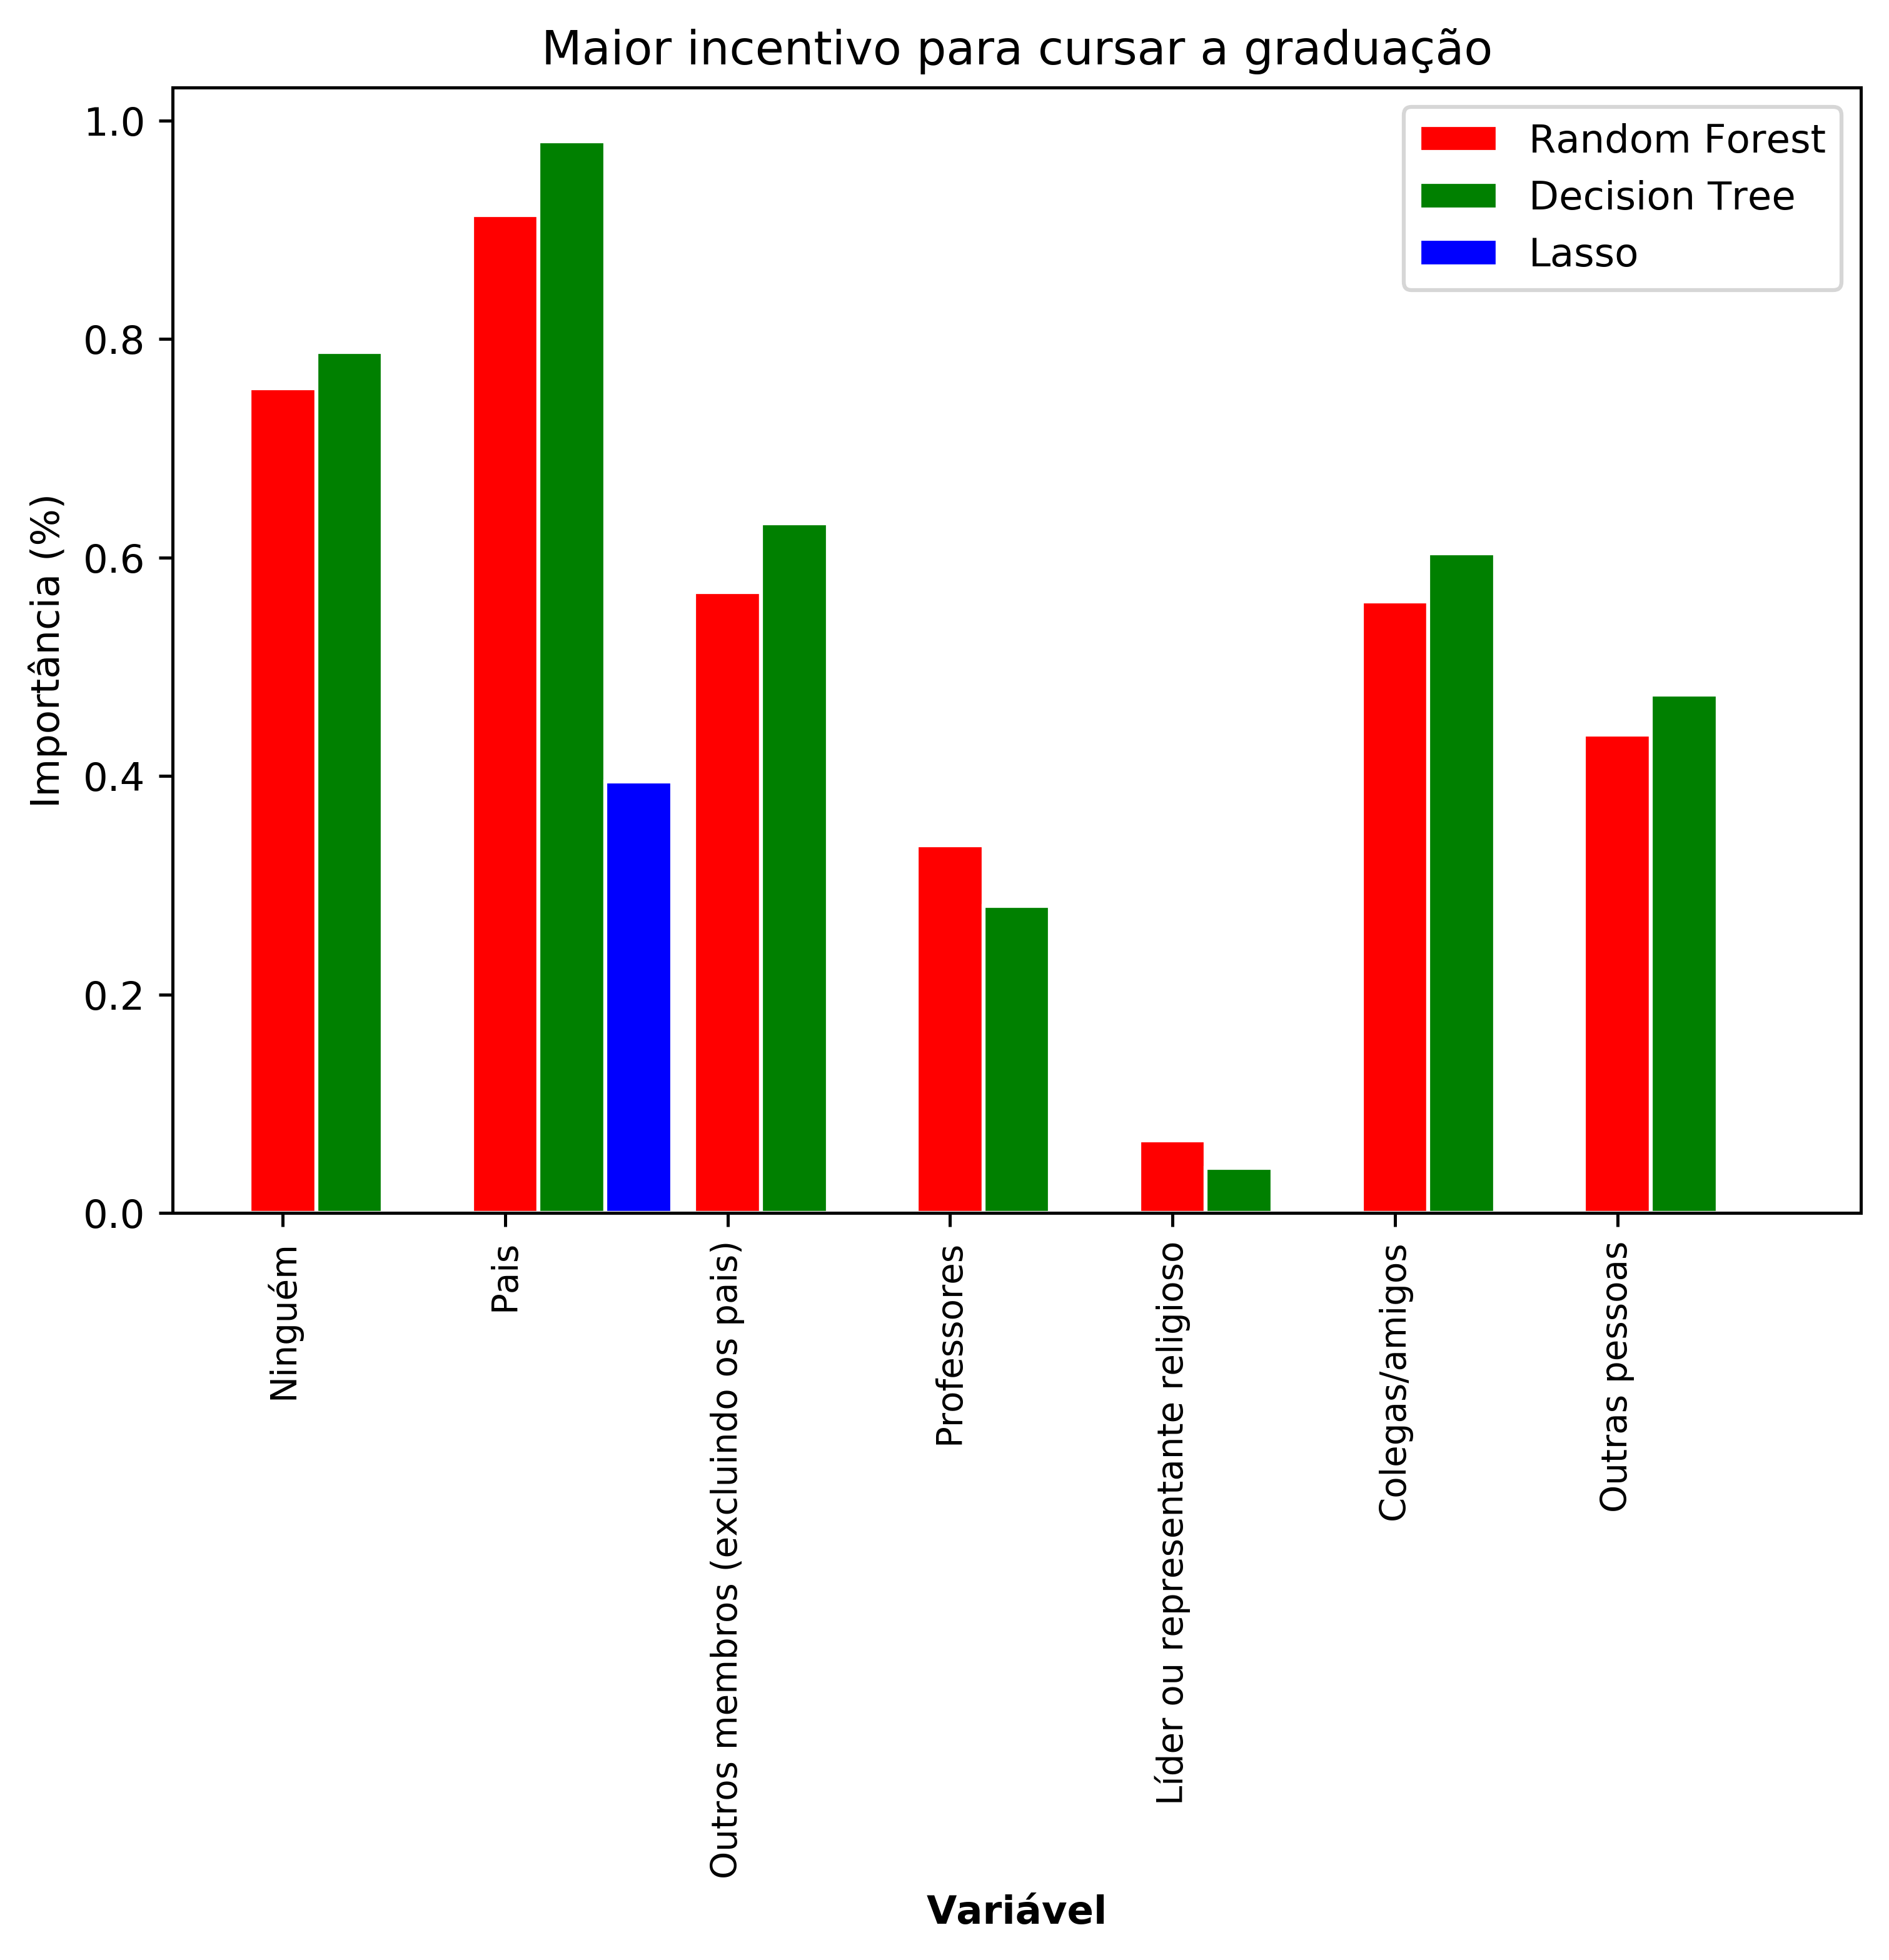 Maior incentivo para cursar a graduação
Random Forest
Decision Tree
Lasso
Importância (%)
1.0
0.8
0.6
0.4
0.2
0.0
Ninguém
Pais
Outros membros (excluindo os pais)
Professores
Líder ou representante religioso
Colegas/amigos
Outras pessoas
Variável